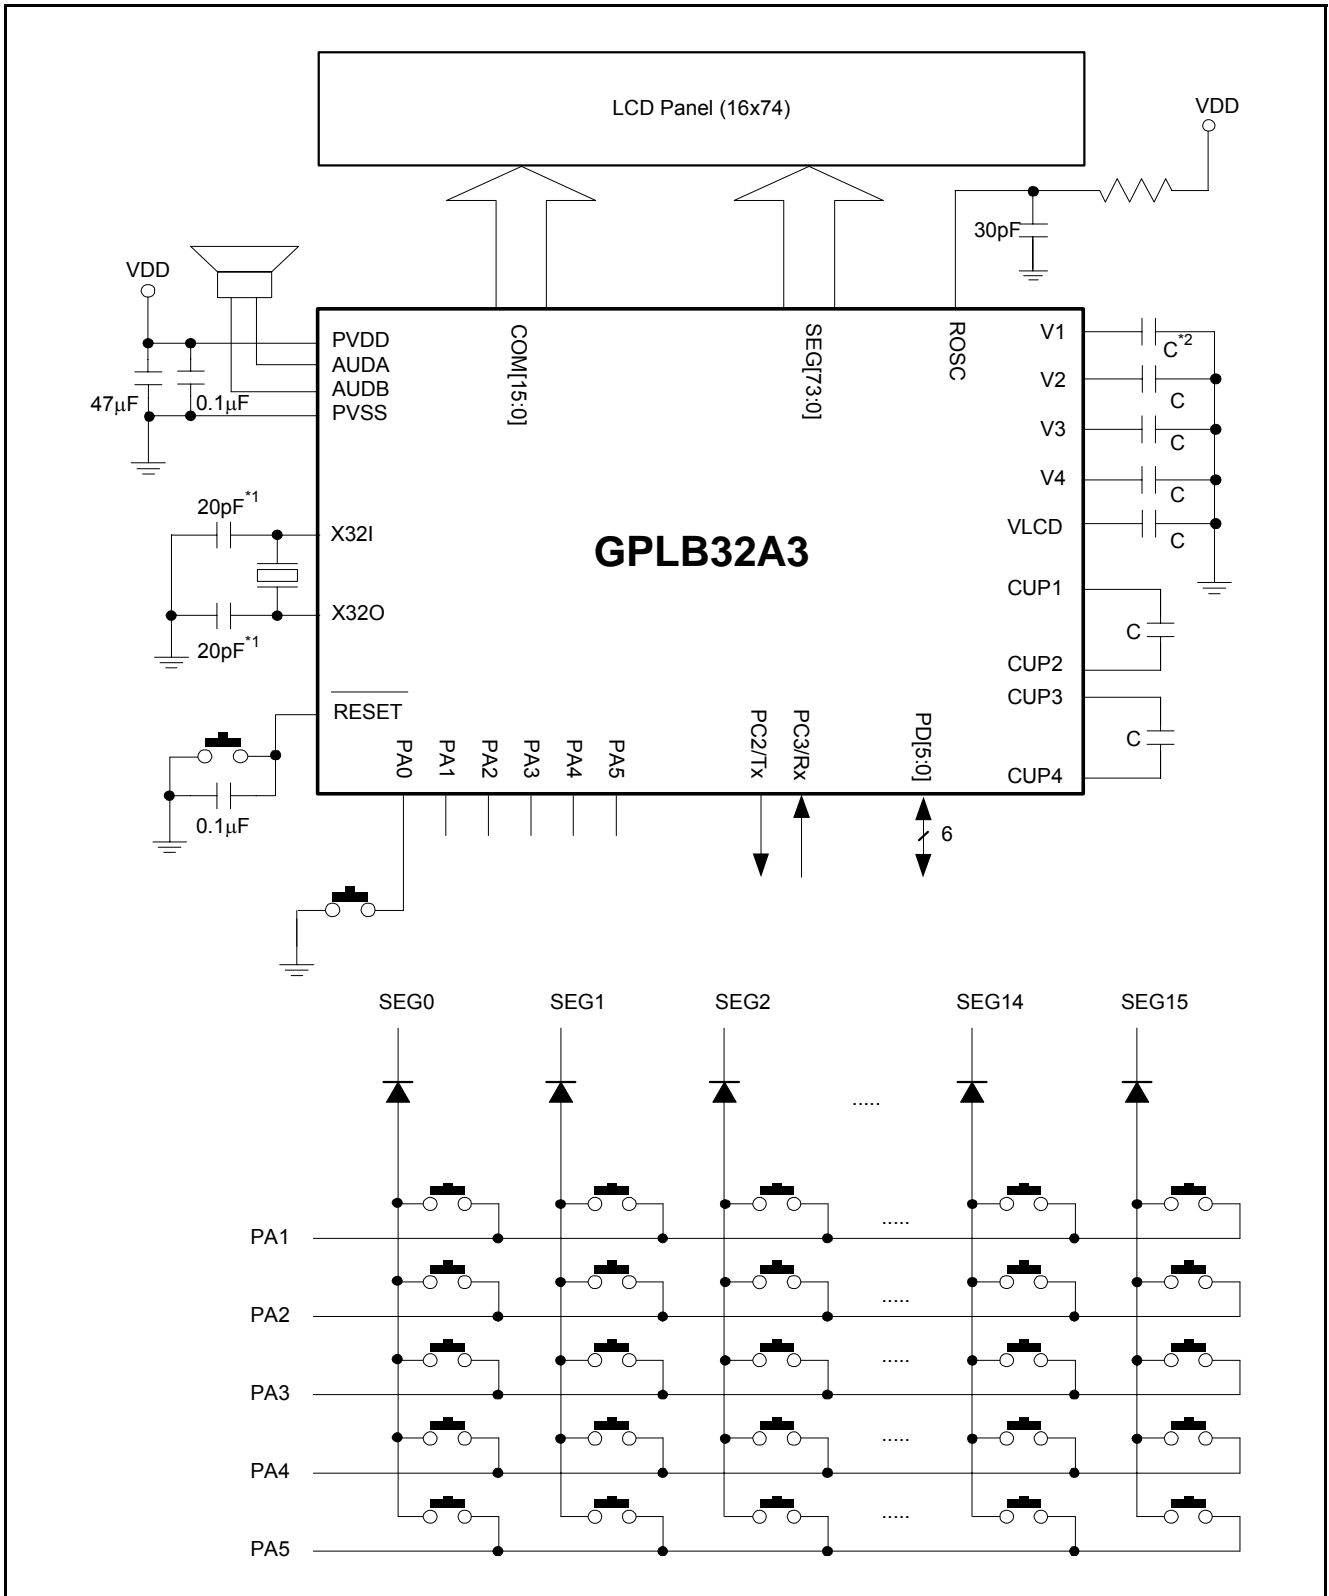 LCD Panel (16x74)
VDD
30pF
VDD
47μF
0.1μF
PVDD
AUDA
AUDB
PVSS
COM[15:0]
SEG[73:0]
ROSC
V1
C*2
V2
C
V3
C
V4
C
VLCD
C
20pF*1
X32I
X32O
20pF*1
GPLB32A3
CUP1
C
CUP2
CUP3
C
CUP4
RESET
0.1μF
PA0
PA1
PA2
PA3
PA4
PA5
PC2/Tx
PC3/Rx
PD[5:0]
6
SEG0 SEG1 SEG2 SEG14 SEG15
.....
.....
PA1
.....
PA2
.....
PA3
.....
PA4
.....
PA5